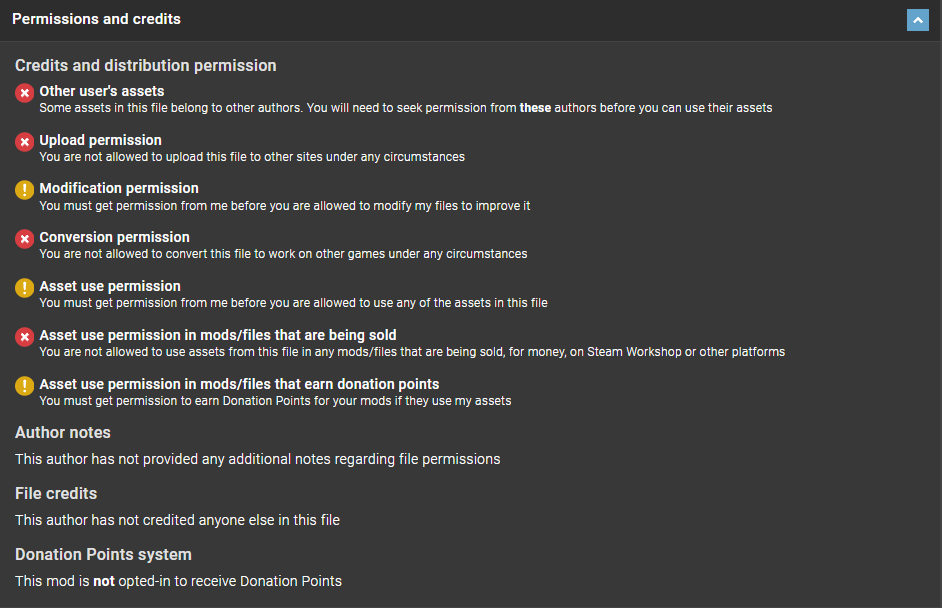 Permissions and credits
Credits and distribution permission
Other user's assets
Some assets in this file belong to other authors. You will need to seek permission from these authors before you can use their assets
Upload permission
You are not allowed to upload this file to other sites under any circumstances
Modification permission
You must get permission from me before you are allowed to modify my files to improve it
Conversion permission
You are not allowed to convert this file to work on other games under any circumstances
Asset use permission
You must get permission from me before you are allowed to use any of the assets in this file
Asset use permission in mods/files that are being sold
You are not allowed to use assets from this file in any mods/files that are being sold, for money, on Steam Workshop or other platforms
Asset use permission in mods/files that earn donation points
You must get permission to earn Donation Points for your mods if they use my assets
Author notes
This author has not provided any additional notes regarding file permissions
File credits
This author has not credited anyone else in this file
Donation Points system
This mod is not opted-in to receive Donation Points